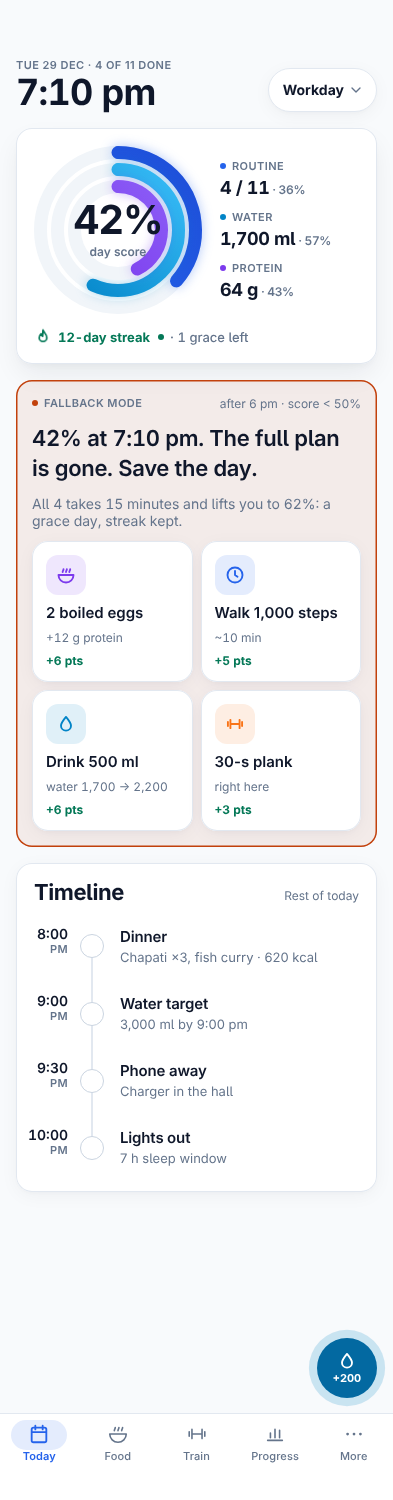 TUE 29 DEC · 4 OF 11 DONE
7:10 pm
Workday
42%
day score
ROUTINE
4 / 11 · 36%
WATER
1,700 ml · 57%
PROTEIN
64 g · 43%
12-day streak • · 1 grace left
FALLBACK MODE
after 6 pm · score < 50%
42% at 7:10 pm. The full plan
is gone. Save the day.
All 4 takes 15 minutes and lifts you to 62%: a
grace day, streak kept.
2 boiled eggs
+12 g protein
+6 pts
Walk 1,000 steps
~10 min
+5 pts
Drink 500 ml
water 1,700 → 2,200
+6 pts
30-s plank
right here
+3 pts
Timeline
Rest of today
8:00
PM
Dinner
Chapati ×3, fish curry · 620 kcal
9:00
PM
Water target
3,000 ml by 9:00 pm
9:30
PM
Phone away
Charger in the hall
10:00
PM
Lights out
7 h sleep window
+200
Today
Food
Train
Progress
More